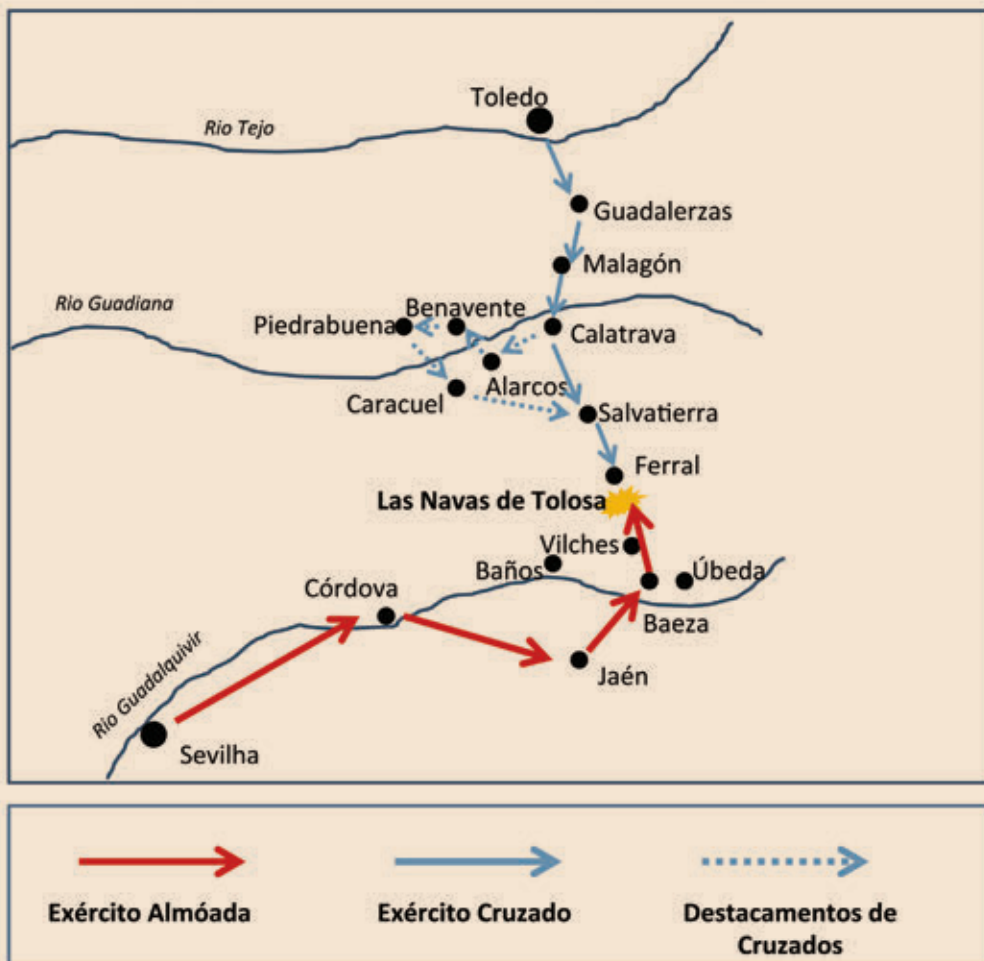 Toledo
Rio Tejo
Guadalerzas
Malagón
Rio Guadiana
Benavente
Piedrabuena
Calatrava
Alarcos
Caracuel
Salvatierra
Ferral
Las Navas de Tolosa
Vilches
Baños
Úbeda
Córdova
Baeza
Jaén
Rio Guadalquivir
Sevilha
Exército Almóada
Exército Cruzado
Destacamentos de
Cruzados